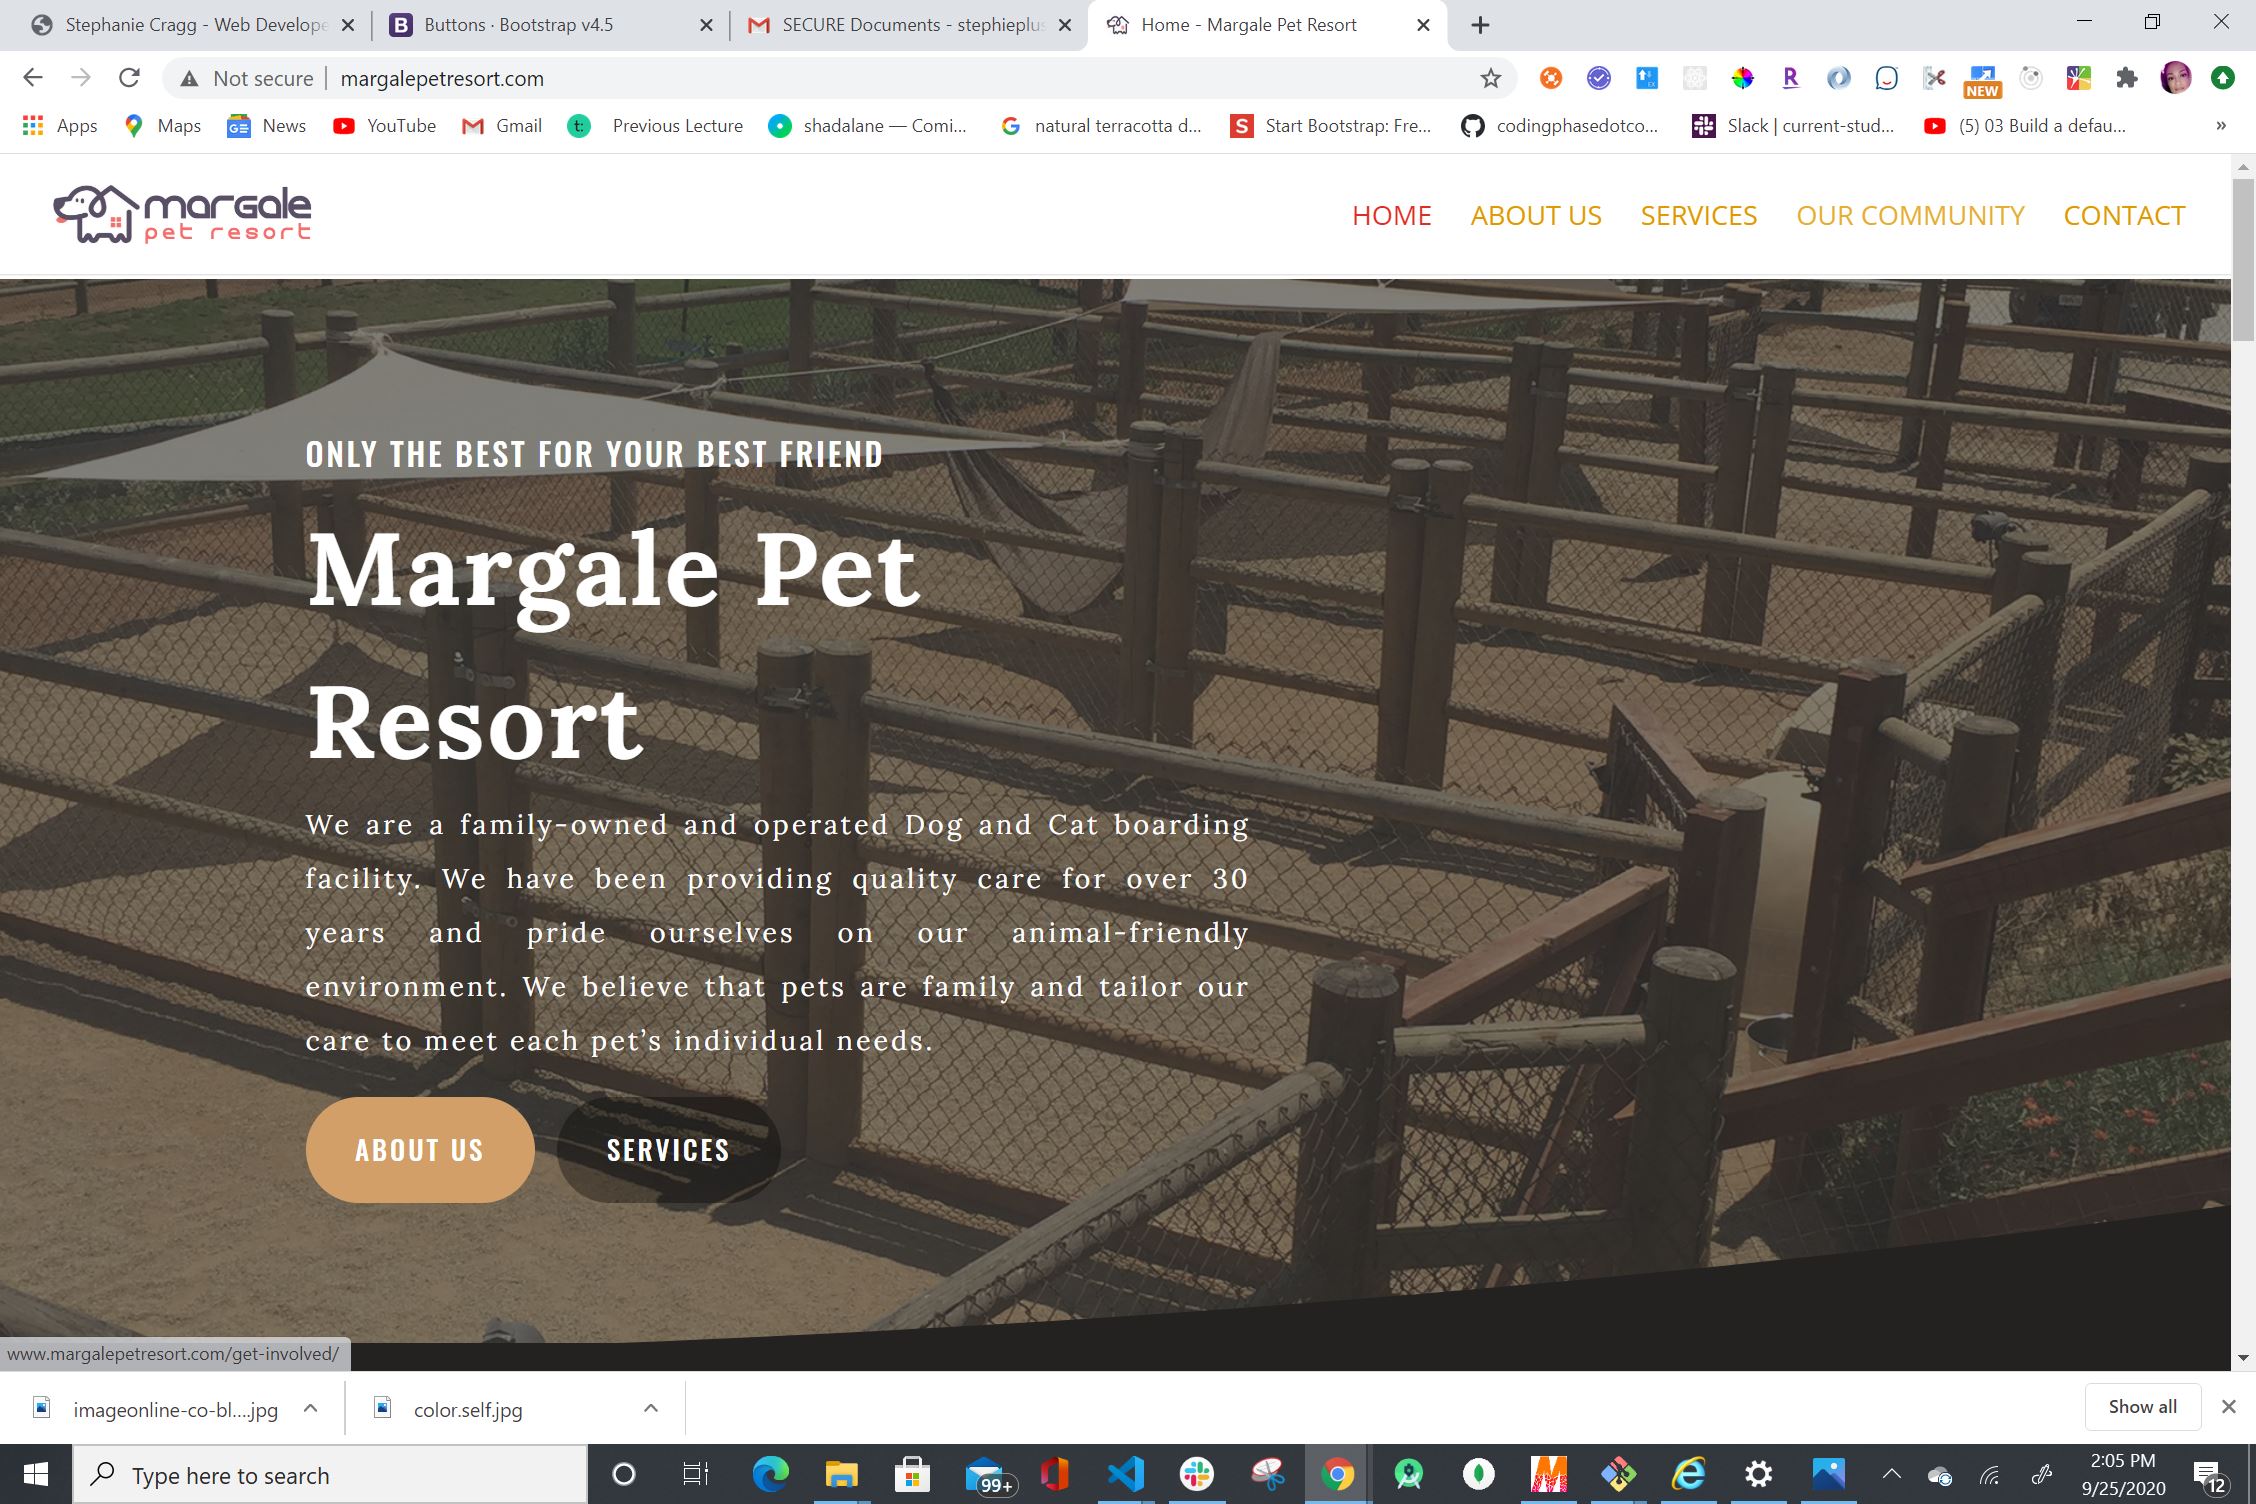 Stephanie Cragg - Web Develope
Buttons · Bootstrap v4.5
SECURE Documents - stephieplus
Home - Margale Pet Resort
Not secure
margalepetresort.com
NEW
Apps
Maps
News
YouTube
Gmail
t:
Previous Lecture
shadalane — Comi...
natural terracotta d...
Start Bootstrap: Fre...
codingphasedotco...
Slack | current-stud...
(5) 03 Build a defau...
»
margale
pet resort
HOME
ABOUT US
SERVICES
OUR COMMUNITY
CONTACT
ONLY THE BEST FOR YOUR BEST FRIEND
Margale Pet
Resort
We are a family-owned and operated Dog and Cat boarding
facility. We have been providing quality care for over 30
years and pride ourselves on our animal-friendly
environment. We believe that pets are family and tailor our
care to meet each pet’s individual needs.
ABOUT US
SERVICES
www.margalepetresort.com/get-involved/
imageonline-co-bl....jpg
color.self.jpg
Show all
Type here to search
99+
2:05 PM
9/25/2020
12